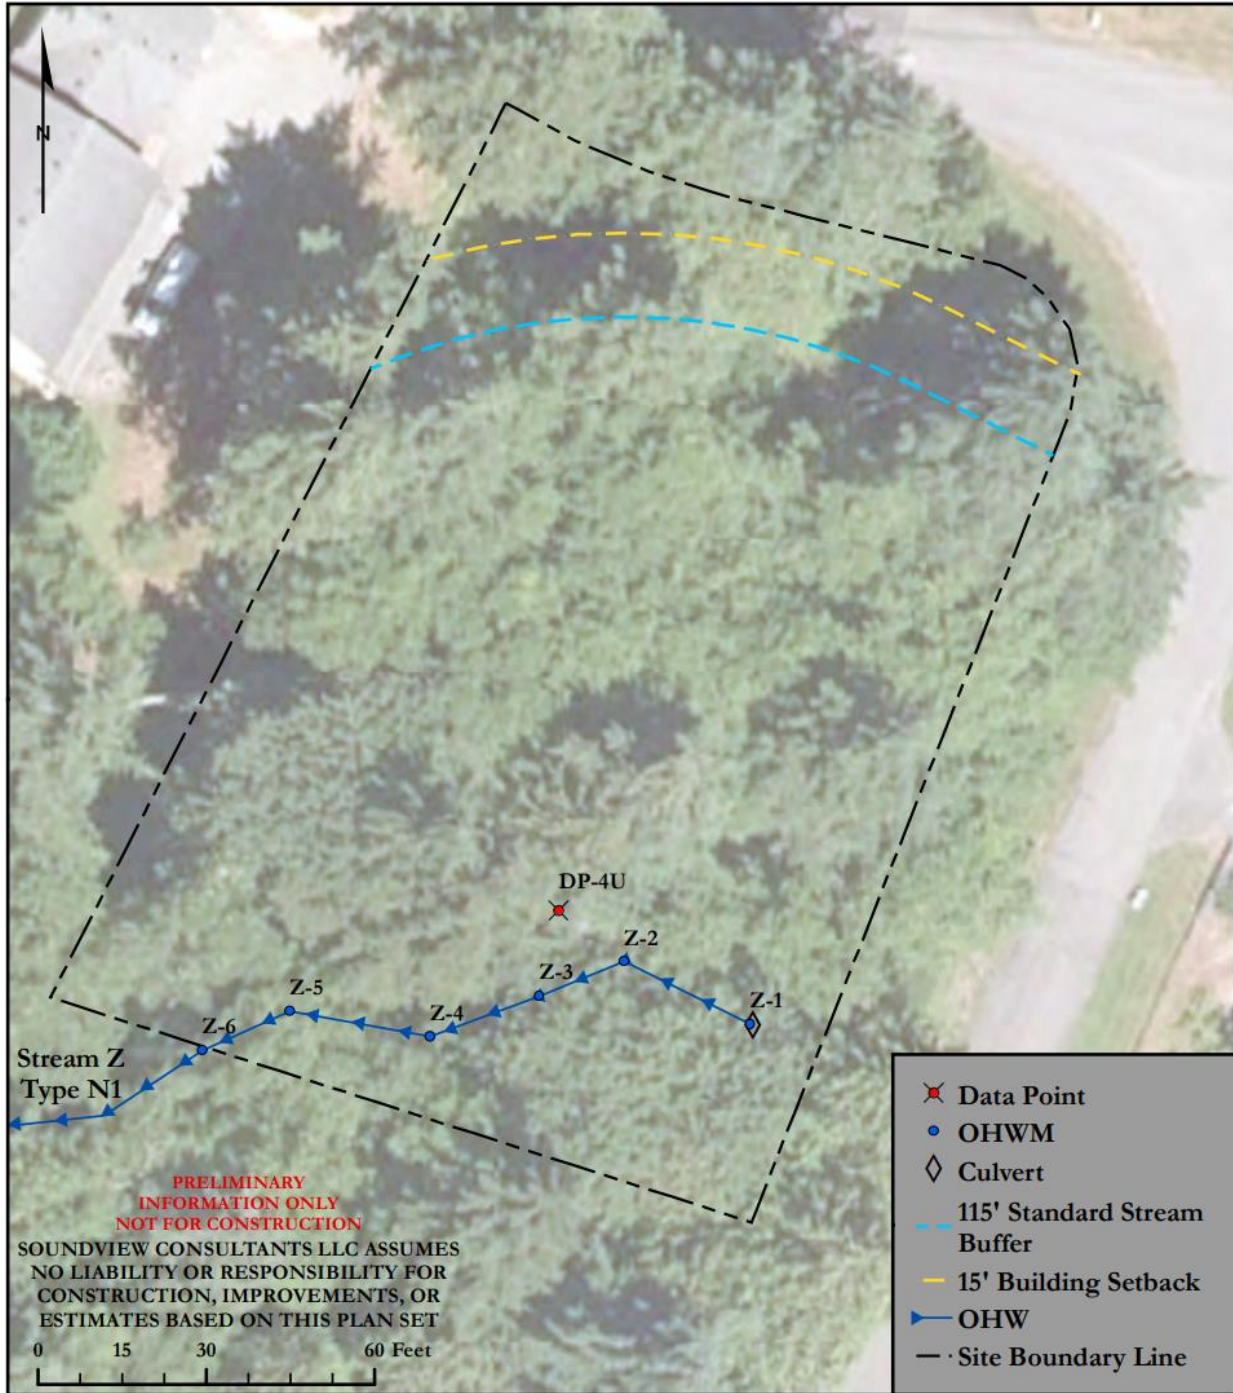 N
DP-4U
Z-2
Z-3
Z-1
Z-5
Z-4
Z-6
Stream Z
Type N1
PRELIMINARY
INFORMATION ONLY
NOT FOR CONSTRUCTION
SOUNDVIEW CONSULTANTS LLC ASSUMES
NO LIABILITY OR RESPONSIBILITY FOR
CONSTRUCTION, IMPROVEMENTS, OR
ESTIMATES BASED ON THIS PLAN SET
0 15 30 60 Feet
Data Point
OHWM
Culvert
115' Standard Stream
Buffer
15' Building Setback
OHW
Site Boundary Line